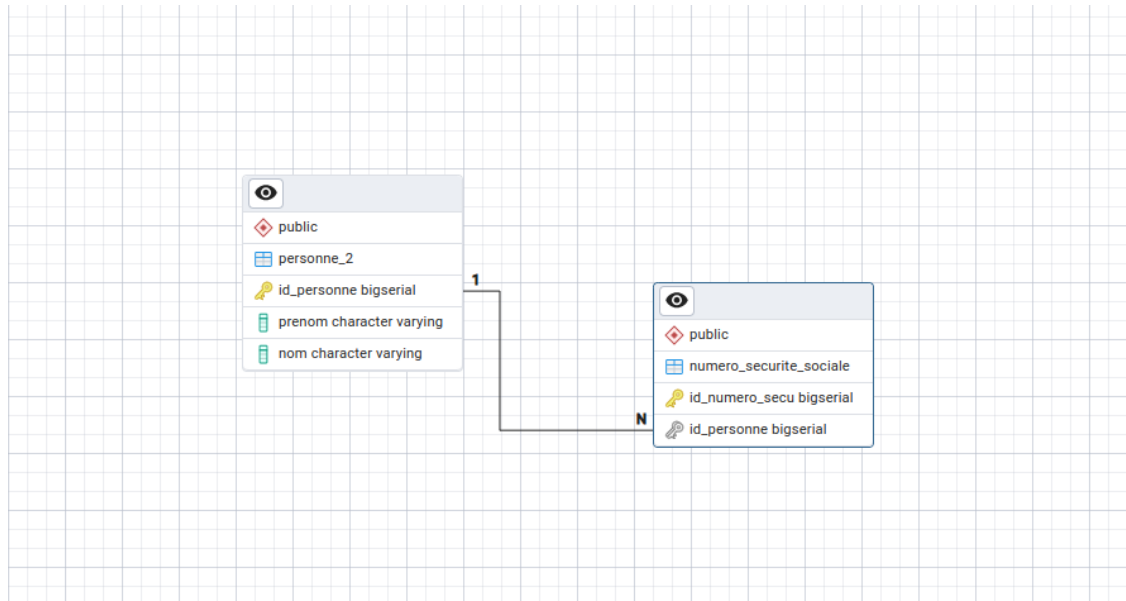 public
personne_2
id_personne bigserial
prenom character varying
nom character varying
1
N
public
numero_securite_sociale
id_numero_secu bigserial
id_personne bigserial